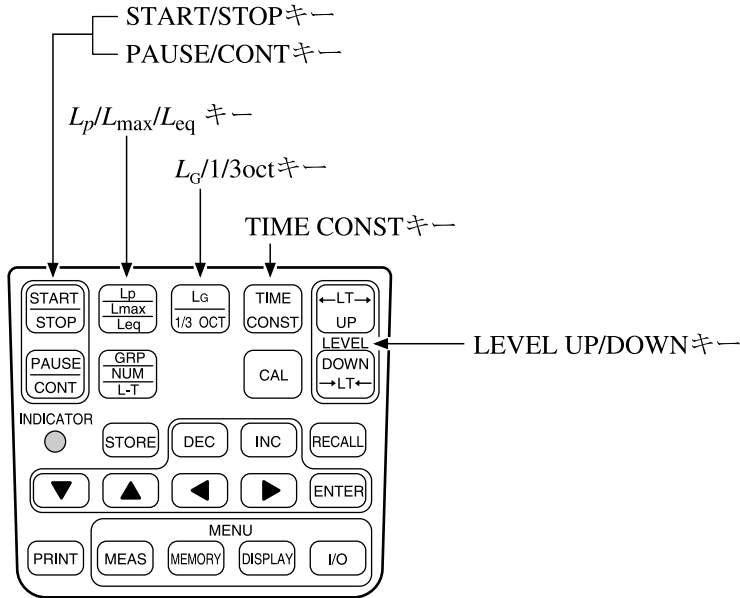 START/STOPキー
PAUSE/CONTキー
Lp/Lmax/Leq キー
LG/1/3octキー
TIME CONSTキー
START
STOP
Lp
Lmax
Leq
LG
1/3 OCT
TIME
CONST
←LT→
UP
LEVEL
LEVEL UP/DOWNキー
PAUSE
CONT
GRP
NUM
L-T
CAL
DOWN
→LT←
INDICATOR
STORE
DEC
INC
RECALL
▼ ▲ ◀ ▶
ENTER
MENU
PRINT
MEAS
MEMORY
DISPLAY
I/O